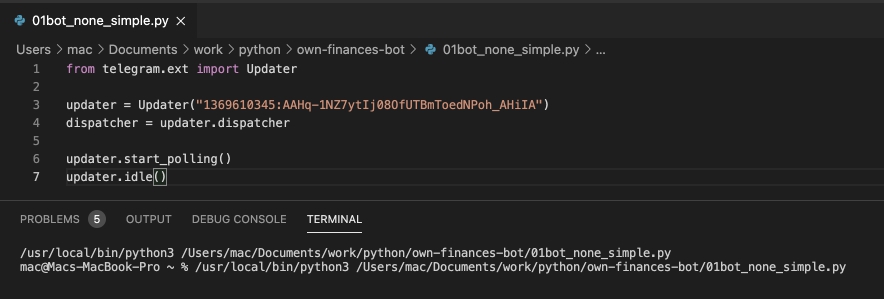 01bot_none_simple.py ×
Users > mac > Documents > work > python > own-finances-bot > 01bot_none_simple.py > ...
1 from telegram.ext import Updater
2
3 updater = Updater("1369610345:AAHq-1NZ7ytIj08OfUTBmToedNPoh_AHiIA")
4 dispatcher = updater.dispatcher
5
6 updater.start_polling()
7 updater.idle()
PROBLEMS 5 OUTPUT DEBUG CONSOLE TERMINAL
/usr/local/bin/python3 /Users/mac/Documents/work/python/own-finances-bot/01bot_none_simple.py
mac@Macs-MacBook-Pro ~ % /usr/local/bin/python3 /Users/mac/Documents/work/python/own-finances-bot/01bot_none_simple.py